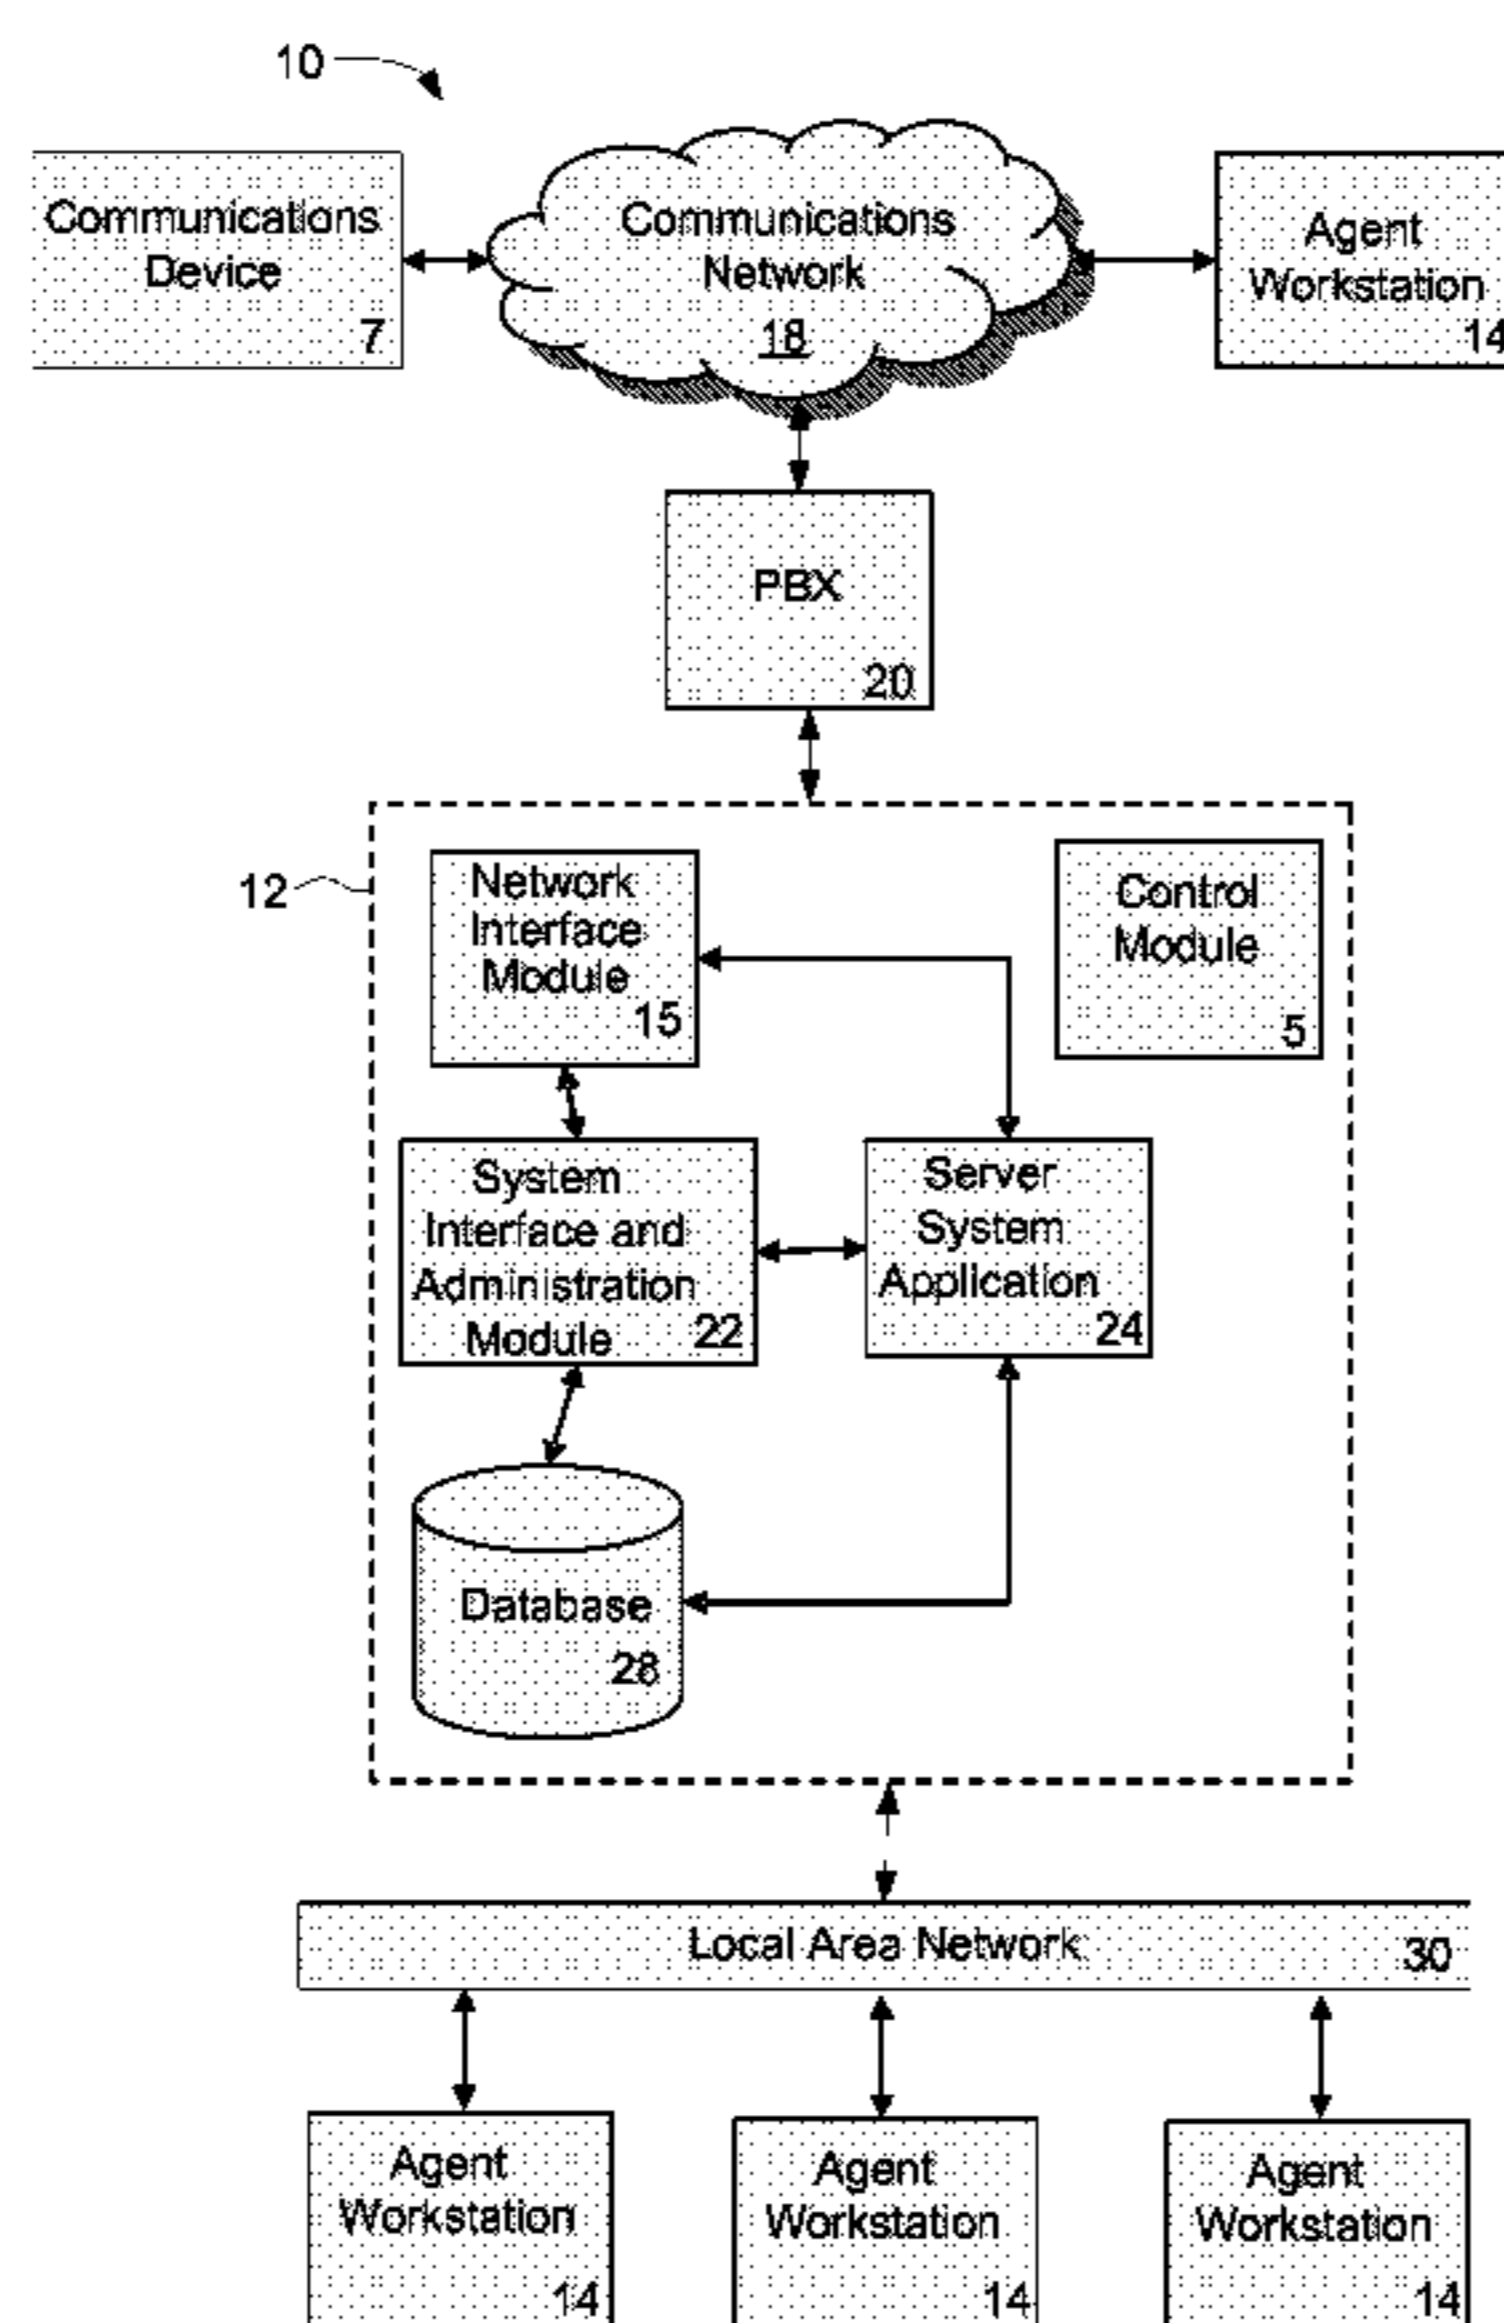 10
Communications
Device
7
Communications
Network
18
Agent
Workstation
14
PBX
20
12
Network
Interface
Module
15
Control
Module
5
System
Interface and
Administration
Module
22
Server
System
Application
24
Database
28
Local Area Network
30
Agent
Workstation
14
Agent
Workstation
14
Agent
Workstation
14